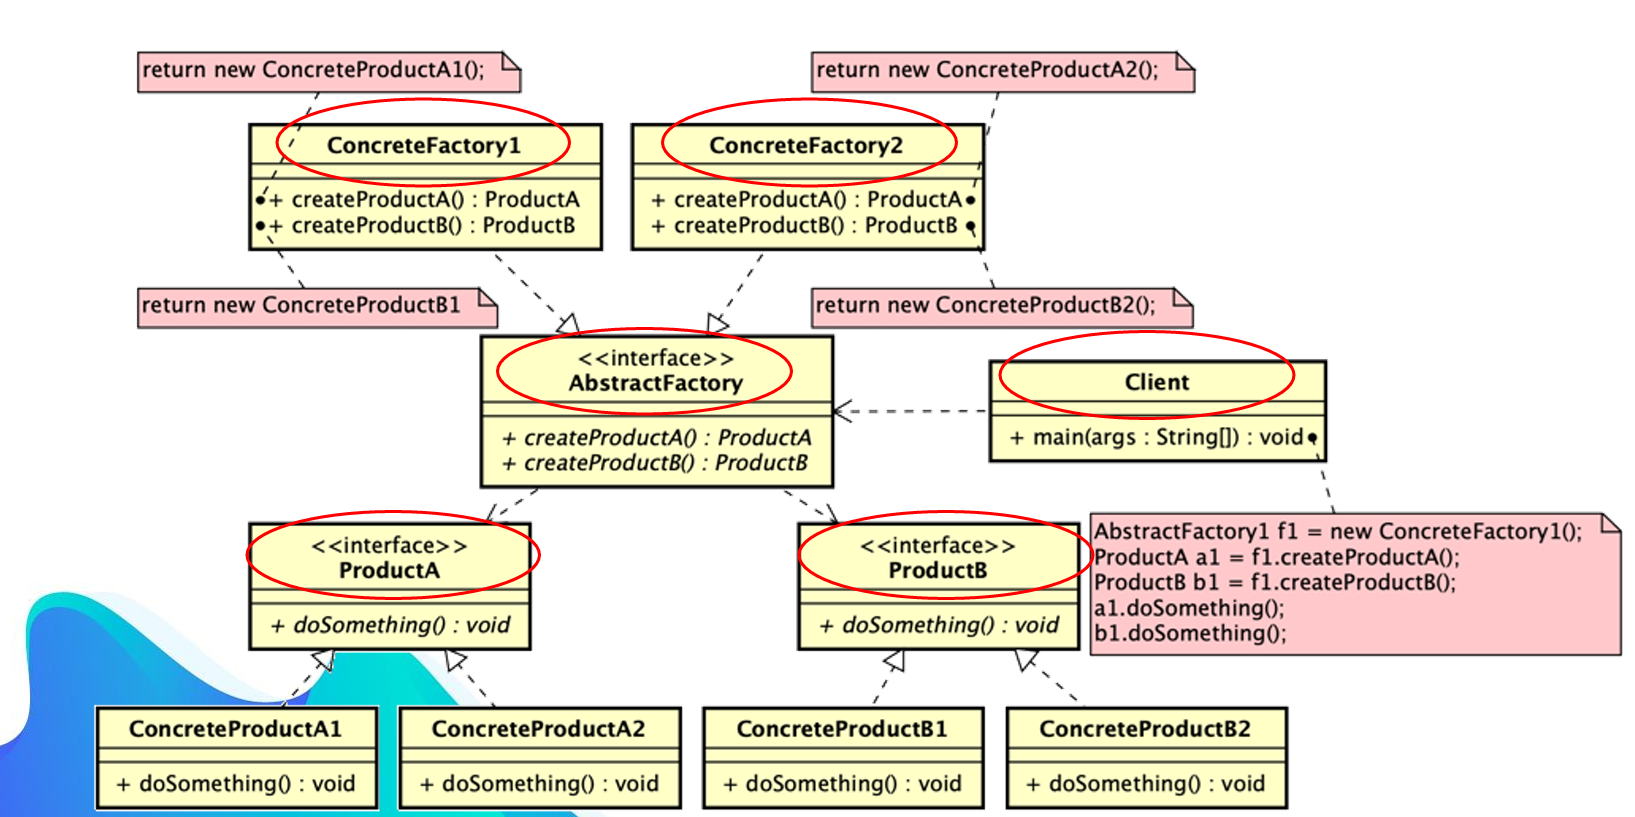 return new ConcreteProductA1();
return new ConcreteProductA2();
ConcreteFactory1
+ createProductA() : ProductA
+ createProductB() : ProductB
ConcreteFactory2
+ createProductA() : ProductA
+ createProductB() : ProductB
return new ConcreteProductB1
return new ConcreteProductB2();
<<interface>>
AbstractFactory
+ createProductA() : ProductA
+ createProductB() : ProductB
Client
+ main(args : String[]) : void
AbstractFactory1 f1 = new ConcreteFactory1();
ProductA a1 = f1.createProductA();
ProductB b1 = f1.createProductB();
a1.doSomething();
b1.doSomething();
<<interface>>
ProductA
+ doSomething() : void
<<interface>>
ProductB
+ doSomething() : void
ConcreteProductA1
+ doSomething() : void
ConcreteProductA2
+ doSomething() : void
ConcreteProductB1
+ doSomething() : void
ConcreteProductB2
+ doSomething() : void